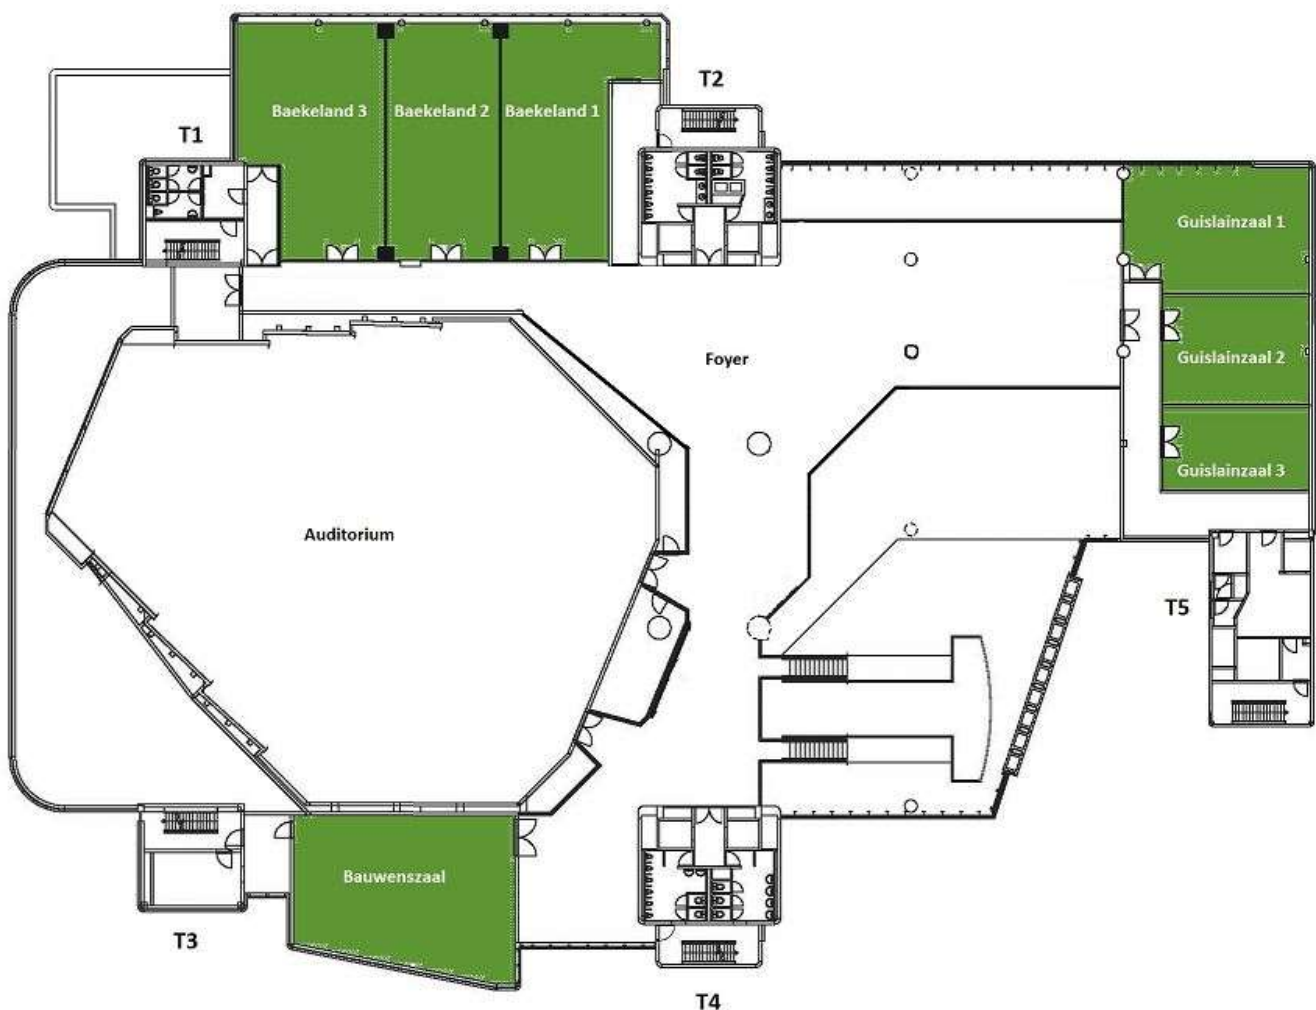 T2
Baekeland 3
Baekeland 2
Baekeland 1
T1
Guislainzaal 1
Guislainzaal 2
Foyer
Guislainzaal 3
Auditorium
T5
Bauwenszaal
T3
T4